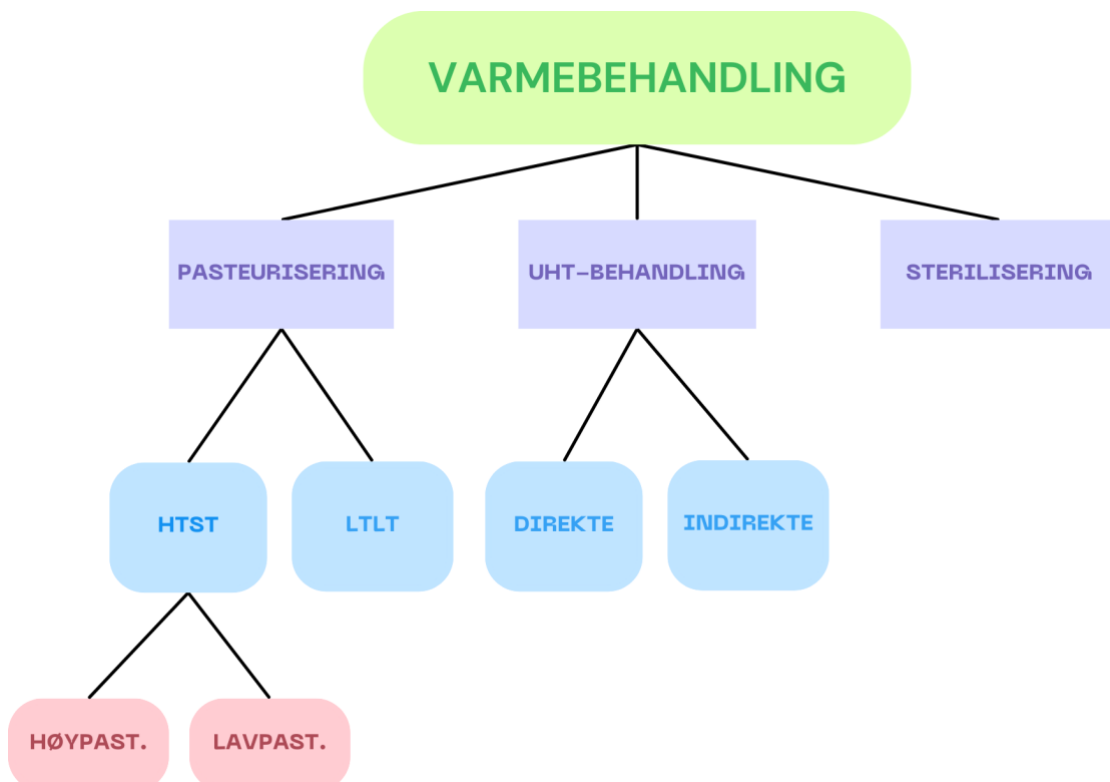 VARMEBEHANDLING
PASTEURISERING
UHT-BEHANDLING
STERILISERING
HTST
LTLT
DIREKTE
INDIREKTE
HØYPAST.
LAVPAST.